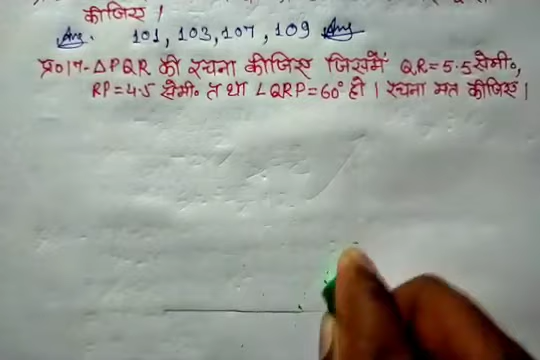 कीजिए।
Ans. 101, 103, 107, 109 Ans
प्र०17- ΔPQR की रचना कीजिए जिसमें QR=5.5 सेमी०,
RP=4.5 सेमी० तथा ∠QRP=60° हो। रचना मत कीजिए।